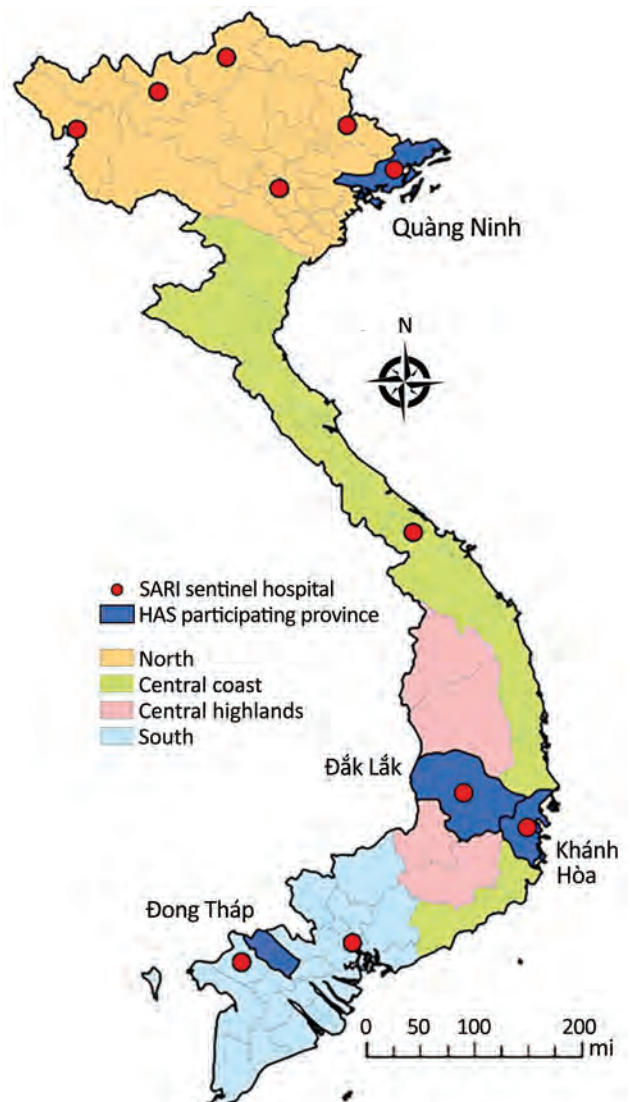 Quàng Ninh
N
SARI sentinel hospital
HAS participating province
North
Central coast
Central highlands
South
Đắk Lắk
Khánh
Hòa
Đong Tháp
0 50 100 200
mi